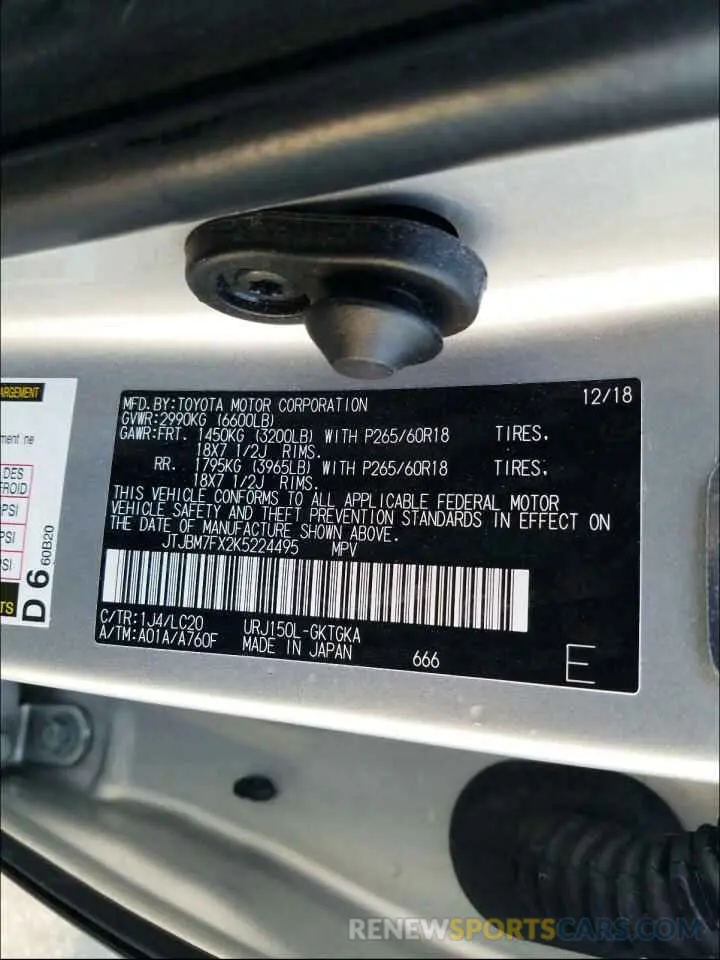 MFD.BY:TOYOTA MOTOR CORPORATION 12/18
GVWR:2990KG (6600LB)
GAWR:FRT. 1450KG (3200LB) WITH P265/60R18 TIRES.
18X7 1/2J RIMS.
RR. 1795KG (3965LB) WITH P265/60R18 TIRES.
18X7 1/2J RIMS.
THIS VEHICLE CONFORMS TO ALL APPLICABLE FEDERAL MOTOR
VEHICLE SAFETY AND THEFT PREVENTION STANDARDS IN EFFECT ON
THE DATE OF MANUFACTURE SHOWN ABOVE.
JTJBM7FX2K5224495 MPV
C/TR:1J4/LC20 URJ150L-GKTGKA
A/TM:A01A/A760F MADE IN JAPAN 666 E
DES
PSI
D6 60B20
RENEWSPORTSCARS.COM